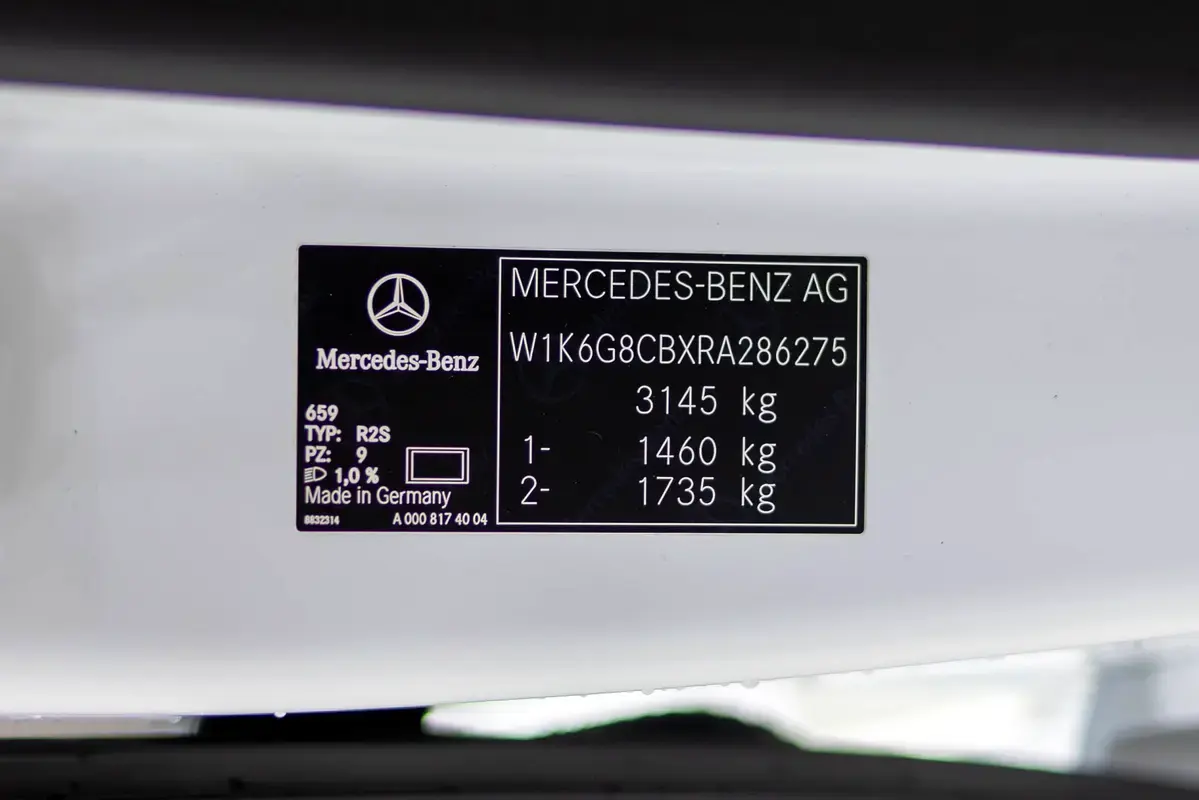 Mercedes-Benz
659
TYP: R2S
PZ: 9
1,0 %
Made in Germany
6832314 A 000 817 40 04
MERCEDES-BENZ AG
W1K6G8CBXRA286275
3145 kg
1- 1460 kg
2- 1735 kg